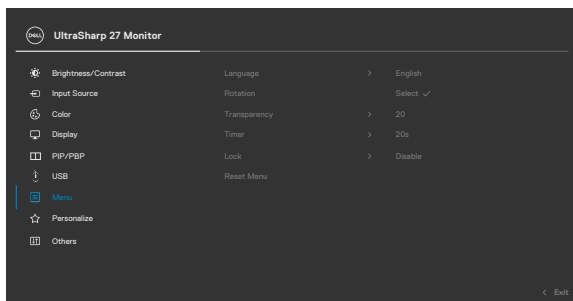 DELL UltraSharp 27 Monitor
Brightness/Contrast Language > English
Input Source Rotation Select ✓
Color Transparency > 20
Display Timer > 20s
PIP/PBP Lock > Disable
USB Reset Menu
Menu
Personalize
Others
< Exit